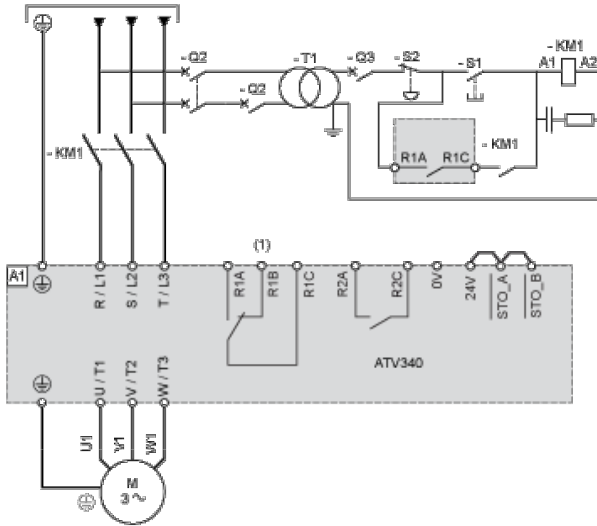 - Q2
- T1
- Q3
- S2
- S1
- KM1
A1
A2
- Q2
- KM1
R1A
R1C
- KM1
(1)
A1
R / L1
S / L2
T / L3
R1A
R1B
R1C
R2A
R2C
0V
24V
STO_A
STO_B
ATV340
U / T1
V / T2
W / T3
U1
V1
W1
M
3 ~